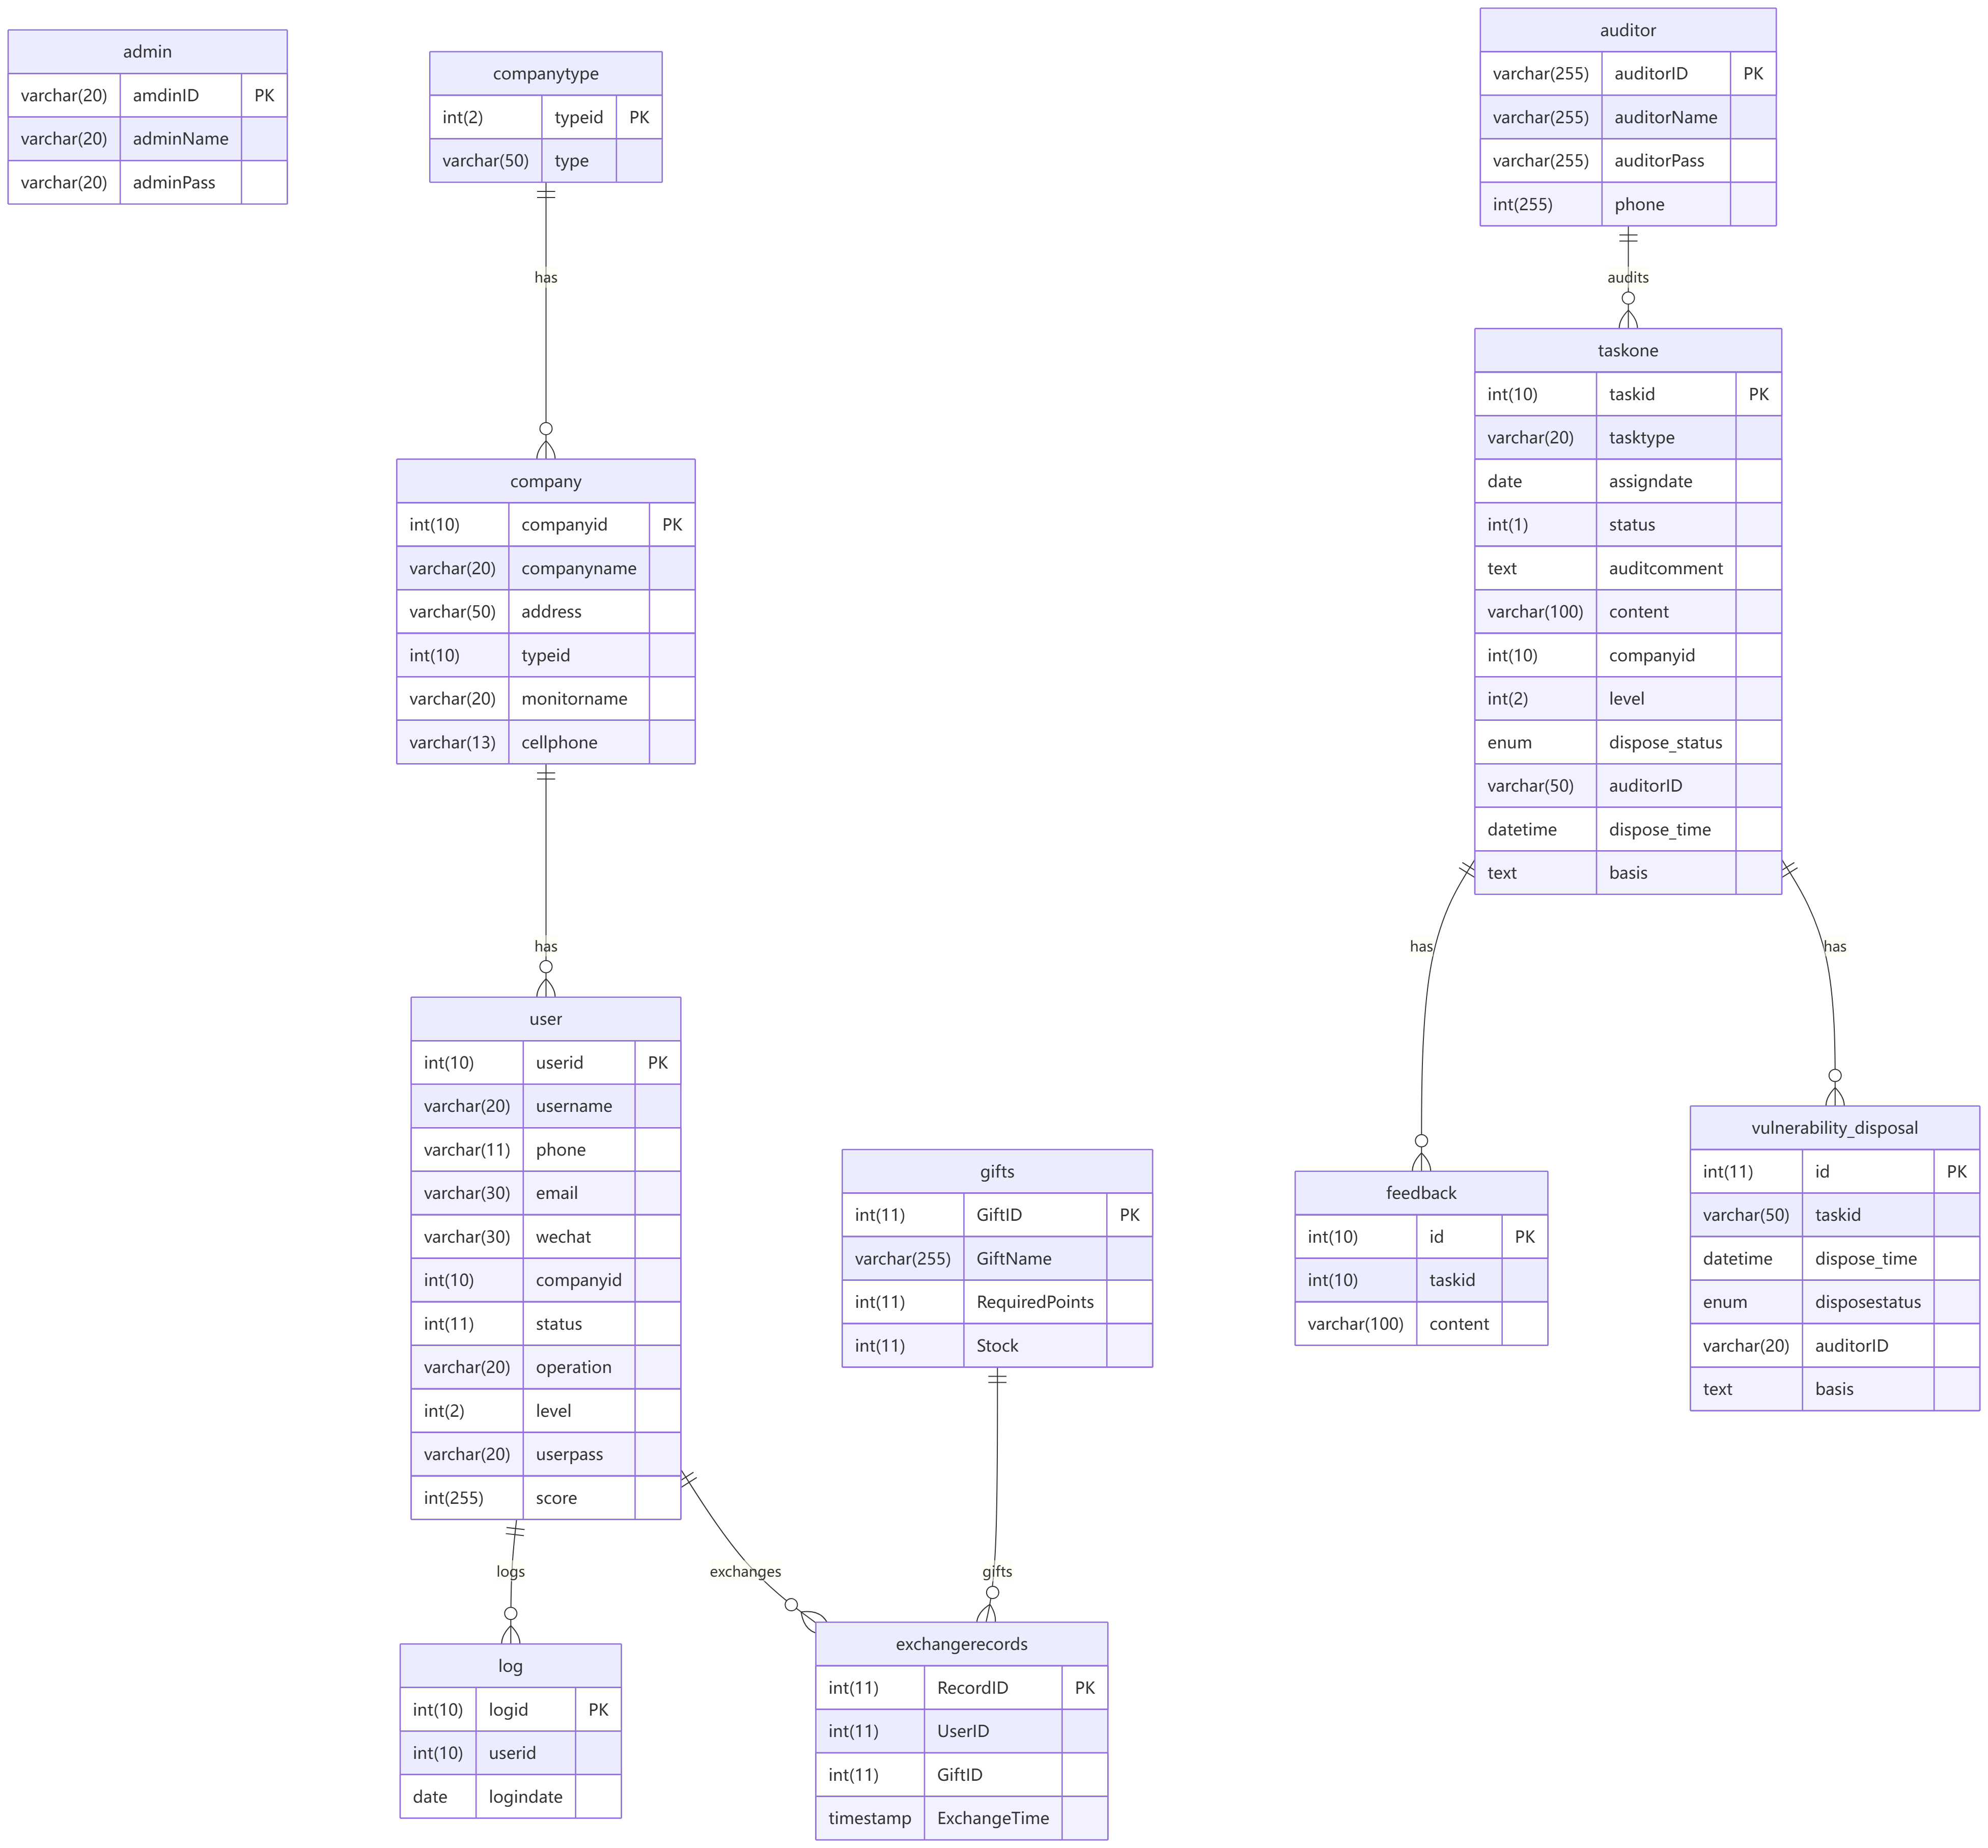 admin
varchar(20) amdinID PK
varchar(20) adminName
varchar(20) adminPass
companytype
int(2) typeid PK
varchar(50) type
has
company
int(10) companyid PK
varchar(20) companyname
varchar(50) address
int(10) typeid
varchar(20) monitorname
varchar(13) cellphone
has
user
int(10) userid PK
varchar(20) username
varchar(11) phone
varchar(30) email
varchar(30) wechat
int(10) companyid
int(11) status
varchar(20) operation
int(2) level
varchar(20) userpass
int(255) score
logs
exchanges
log
int(10) logid PK
int(10) userid
date logindate
gifts
int(11) GiftID PK
varchar(255) GiftName
int(11) RequiredPoints
int(11) Stock
gifts
exchangerecords
int(11) RecordID PK
int(11) UserID
int(11) GiftID
timestamp ExchangeTime
auditor
varchar(255) auditorID PK
varchar(255) auditorName
varchar(255) auditorPass
int(255) phone
audits
taskone
int(10) taskid PK
varchar(20) tasktype
date assigndate
int(1) status
text auditcomment
varchar(100) content
int(10) companyid
int(2) level
enum dispose_status
varchar(50) auditorID
datetime dispose_time
text basis
has
has
feedback
int(10) id PK
int(10) taskid
varchar(100) content
vulnerability_disposal
int(11) id PK
varchar(50) taskid
datetime dispose_time
enum disposestatus
varchar(20) auditorID
text basis